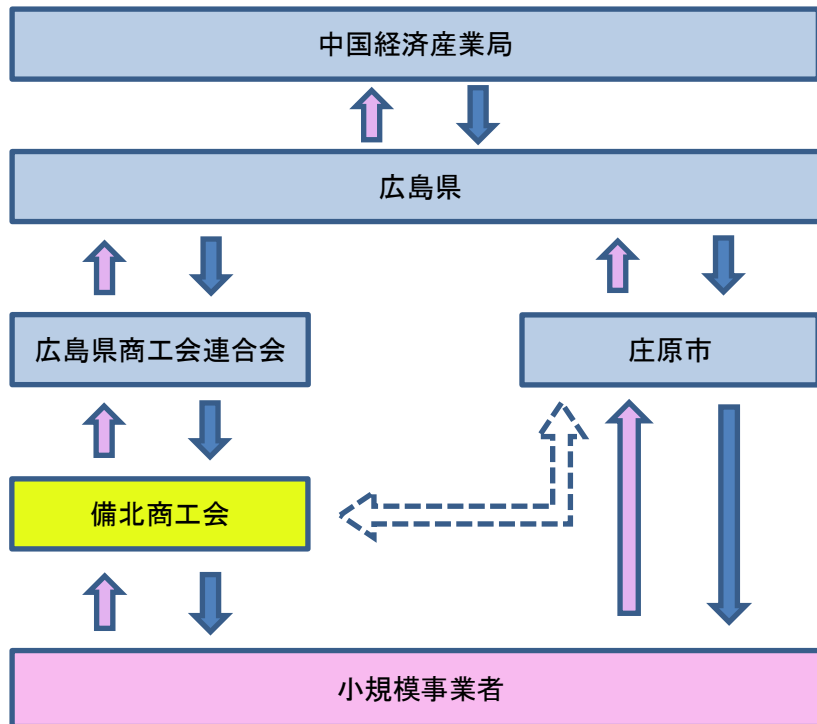 中国経済産業局
広島県
広島県商工会連合会
庄原市
備北商工会
小規模事業者